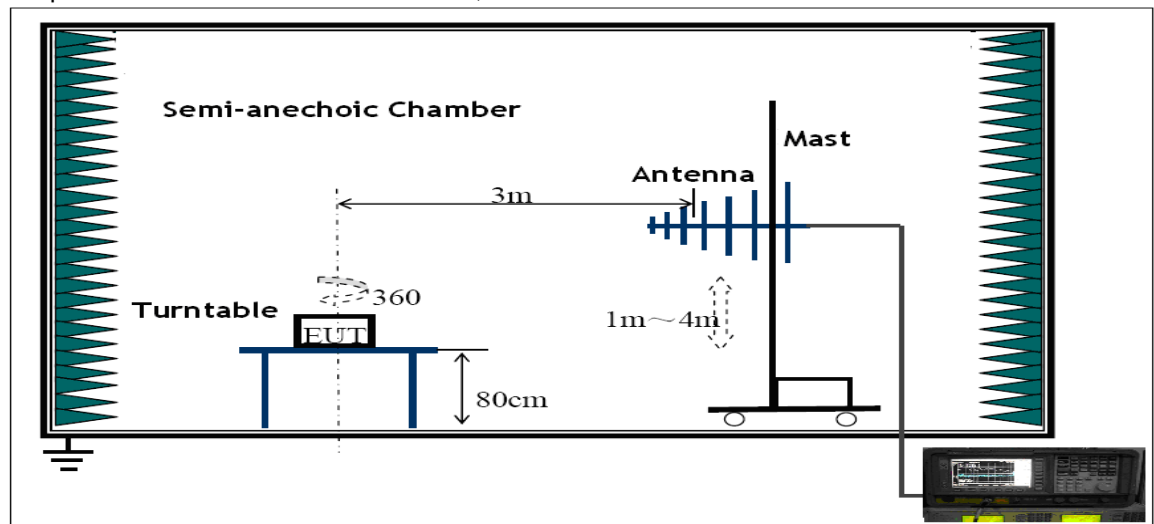 Semi-anechoic Chamber
Mast
Antenna
3m
360
Turntable
EUT
1m～4m
80cm